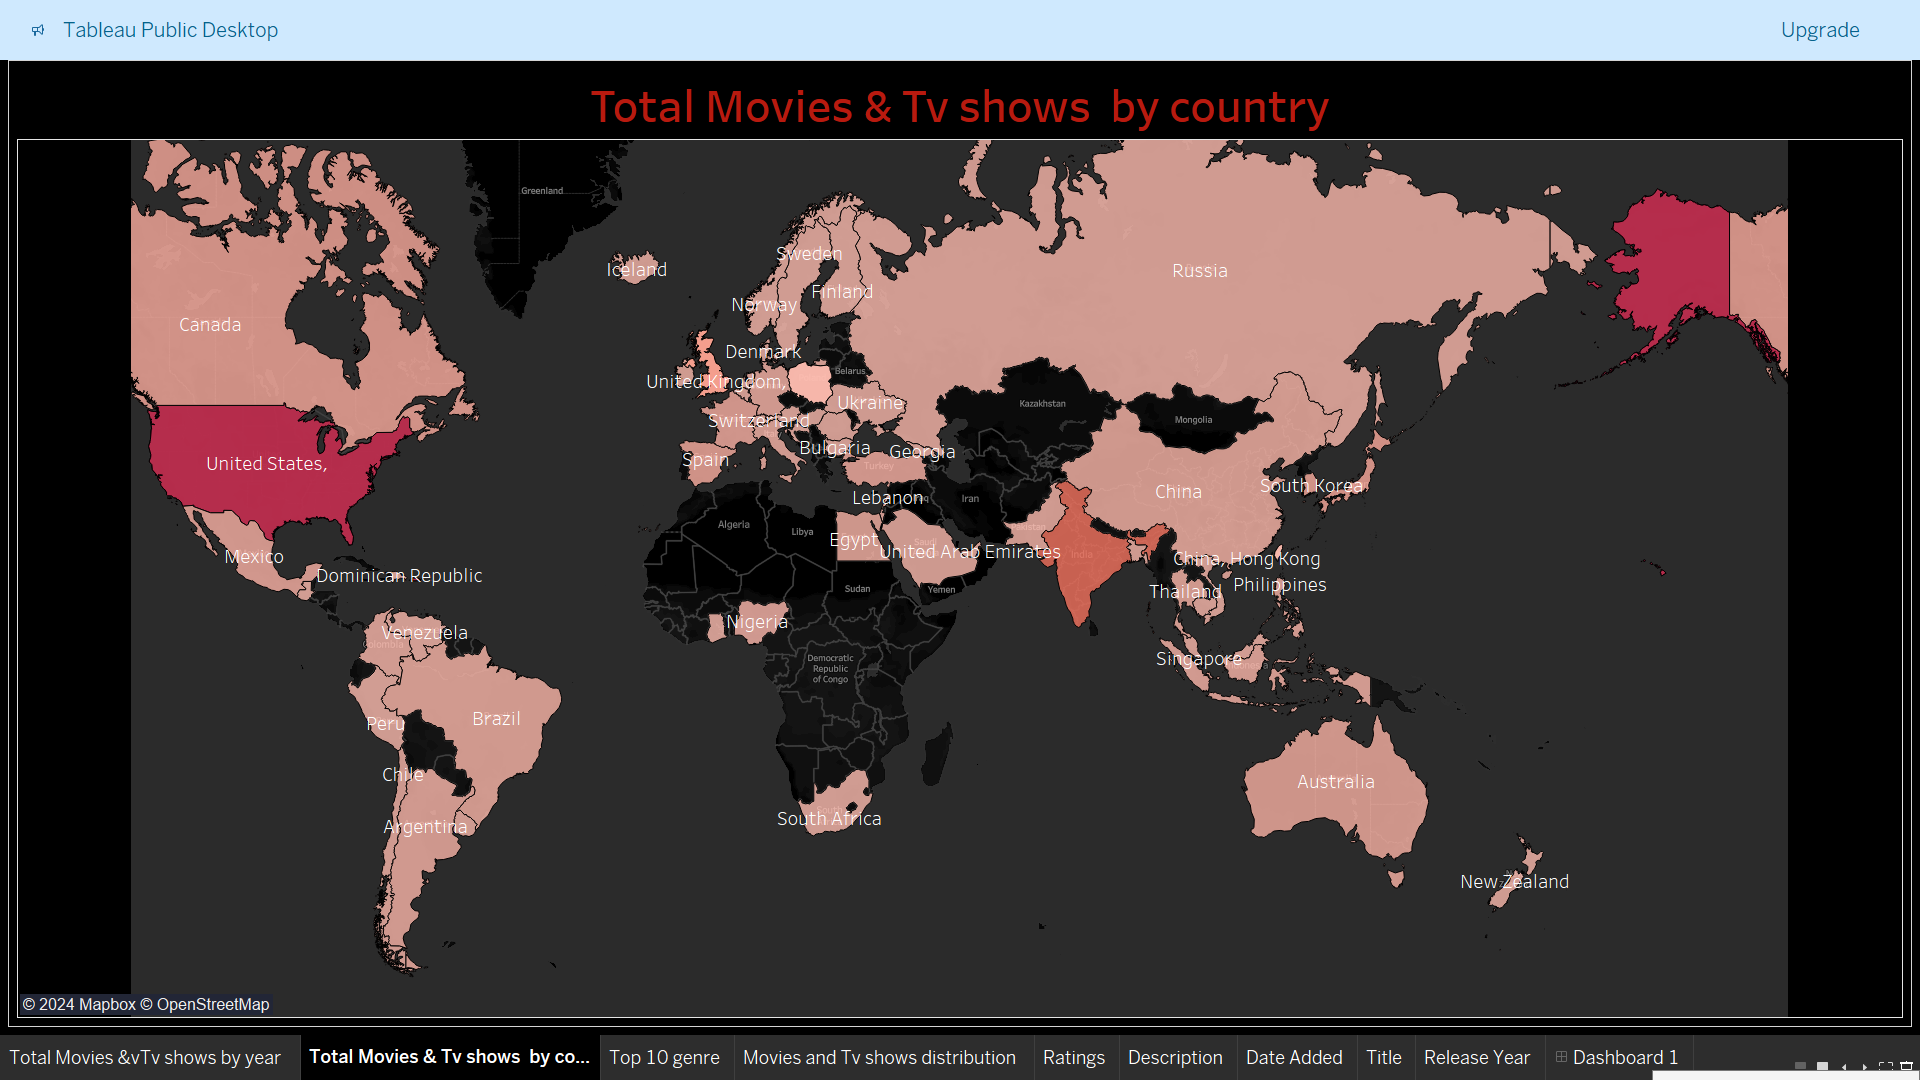 Tableau Public Desktop
Upgrade
Total Movies & Tv shows  by country
Greenland
Iceland
Sweden
Finland
Norway
Russia
Canada
Denmark
United Kingdom,
Belarus
Ukraine
Kazakhstan
Mongolia
Switzerland
Bulgaria
Georgia
Spain
Turkey
United States,
Lebanon
Iran
China
South Korea
Algeria
Libya
Egypt
Saudi
United Arab Emirates
Pakistan
India
China, Hong Kong
Mexico
Dominican Republic
Sudan
Yemen
Thailand
Philippines
Nigeria
Venezuela
Colombia
Democratic
Republic
of Congo
Singapore
Peru
Brazil
Chile
Australia
Argentina
South Africa
New Zealand
© 2024 Mapbox © OpenStreetMap
Total Movies &vTv shows by year
Total Movies & Tv shows  by co...
Top 10 genre
Movies and Tv shows distribution
Ratings
Description
Date Added
Title
Release Year
Dashboard 1